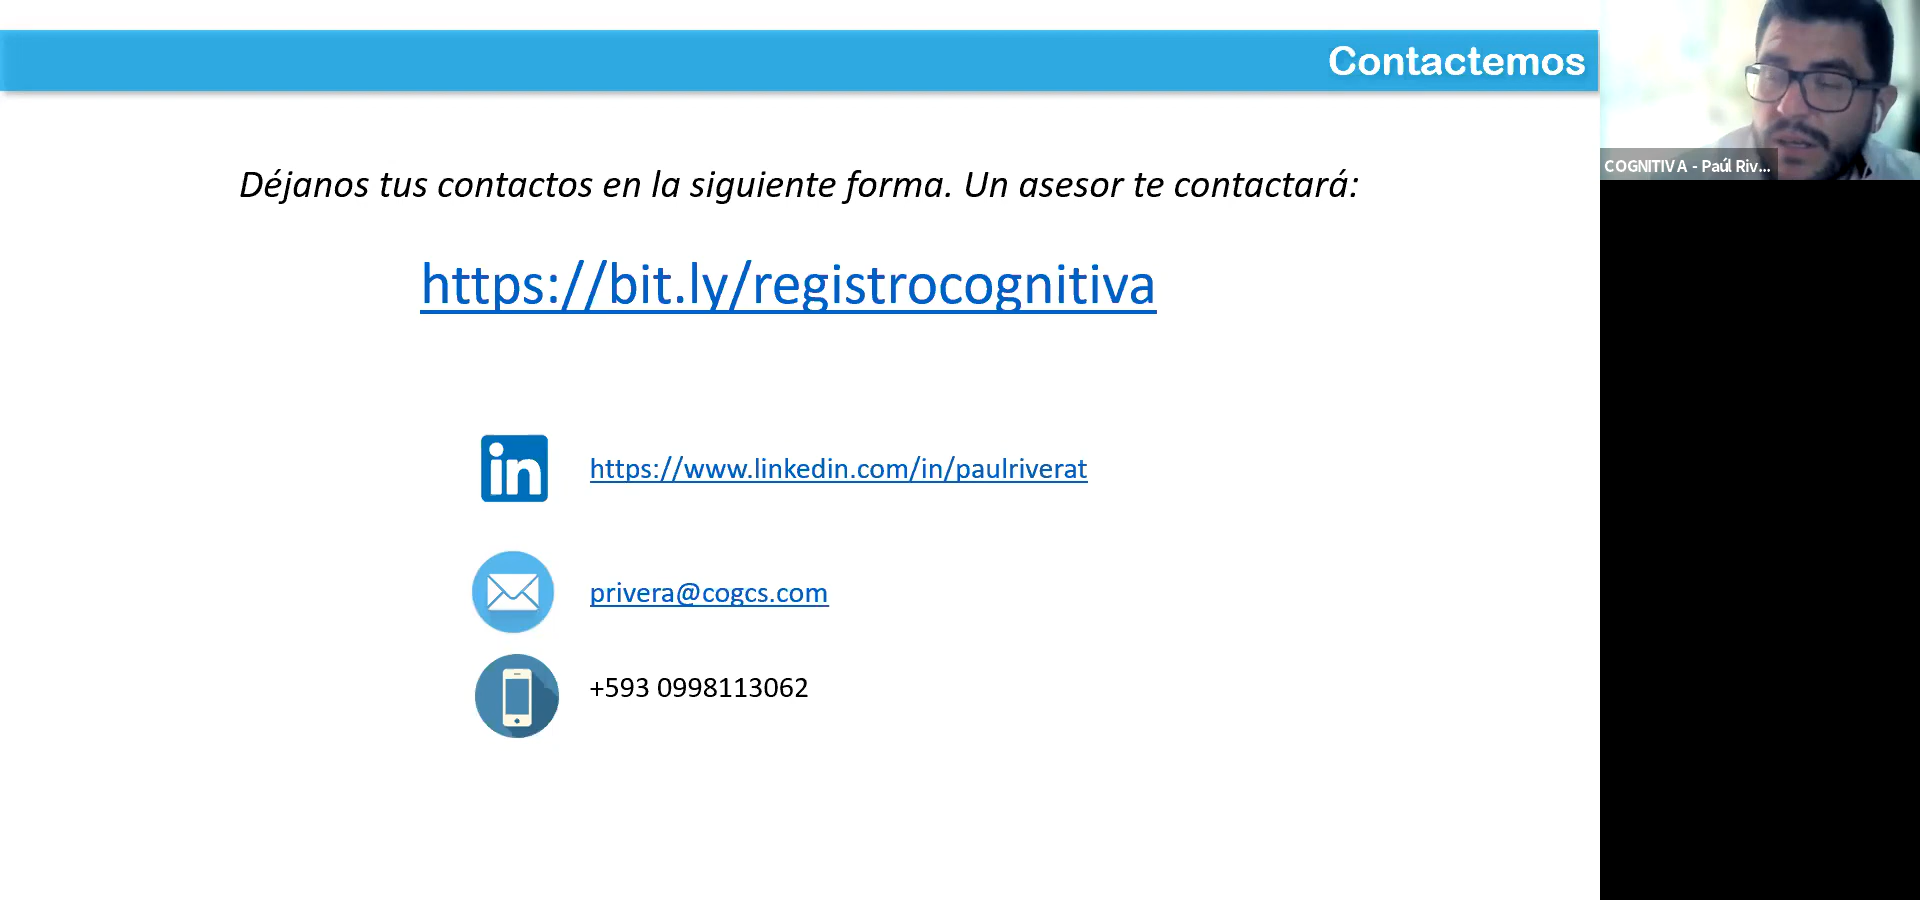 Contactemos
Déjanos tus contactos en la siguiente forma. Un asesor te contactará:
https://bit.ly/registrocognitiva
in
https://www.linkedin.com/in/paulriverat
privera@cogcs.com
+593 0998113062
COGNITIVA - Paúl Riv...